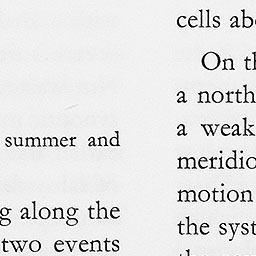 summer and
g along the
two events
cells abo
On th
a north
a weak
meridio
motion
the syst